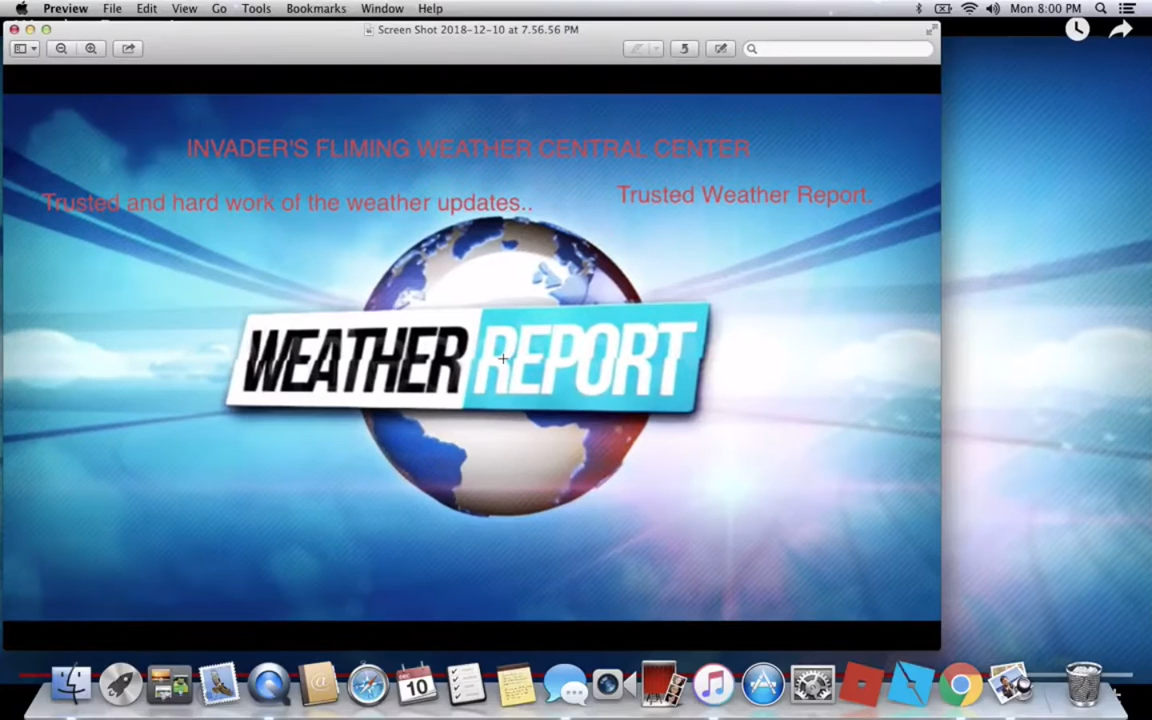 Preview File Edit View Go Tools Bookmarks Window Help Mon 8:00 PM
Screen Shot 2018-12-10 at 7.56.56 PM
INVADER'S FLIMING WEATHER CENTRAL CENTER
Trusted and hard work of the weather updates..
Trusted Weather Report.
WEATHER REPORT
DEC
10